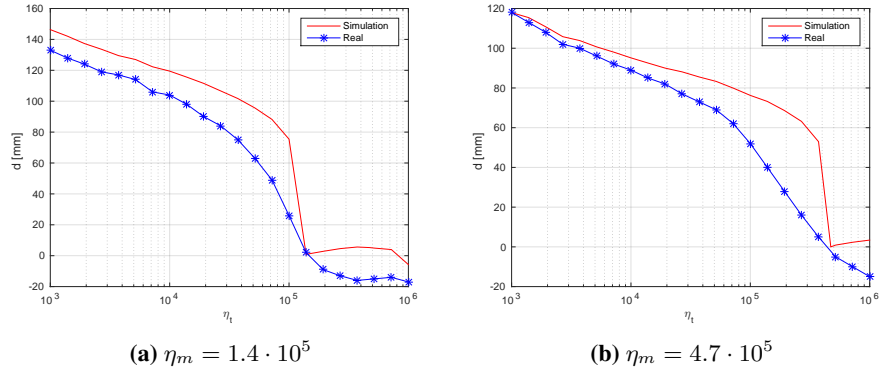 160
140
120
100
80
60
40
20
0
-20
d [mm]
10^3 10^4 10^5 10^6
η_t
Simulation
Real
(a) η_m = 1.4 · 10^5
120
100
80
60
40
20
0
-20
d [mm]
10^3 10^4 10^5 10^6
η_t
Simulation
Real
(b) η_m = 4.7 · 10^5